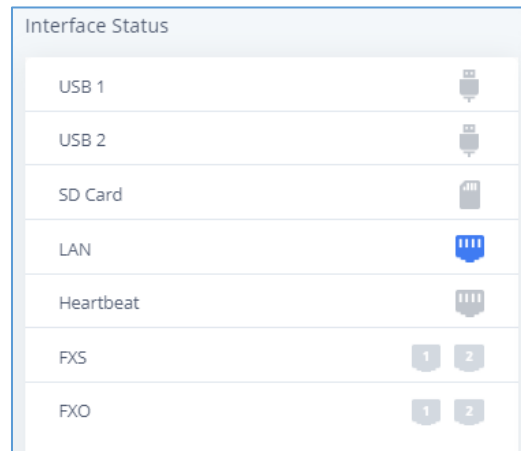 Interface Status
USB 1
USB 2
SD Card
LAN
Heartbeat
FXS 1 2
FXO 1 2